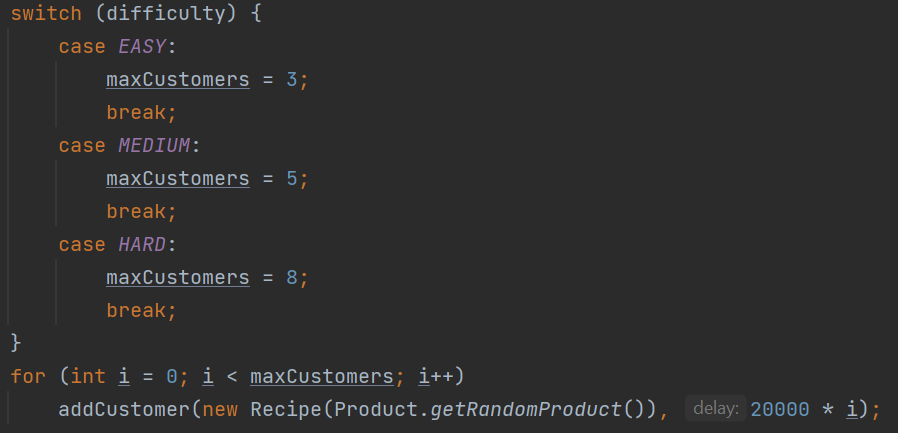 switch (difficulty) {
case EASY:
maxCustomers = 3;
break;
case MEDIUM:
maxCustomers = 5;
break;
case HARD:
maxCustomers = 8;
break;
}
for (int i = 0; i < maxCustomers; i++)
addCustomer(new Recipe(Product.getRandomProduct()), delay: 20000 * i);